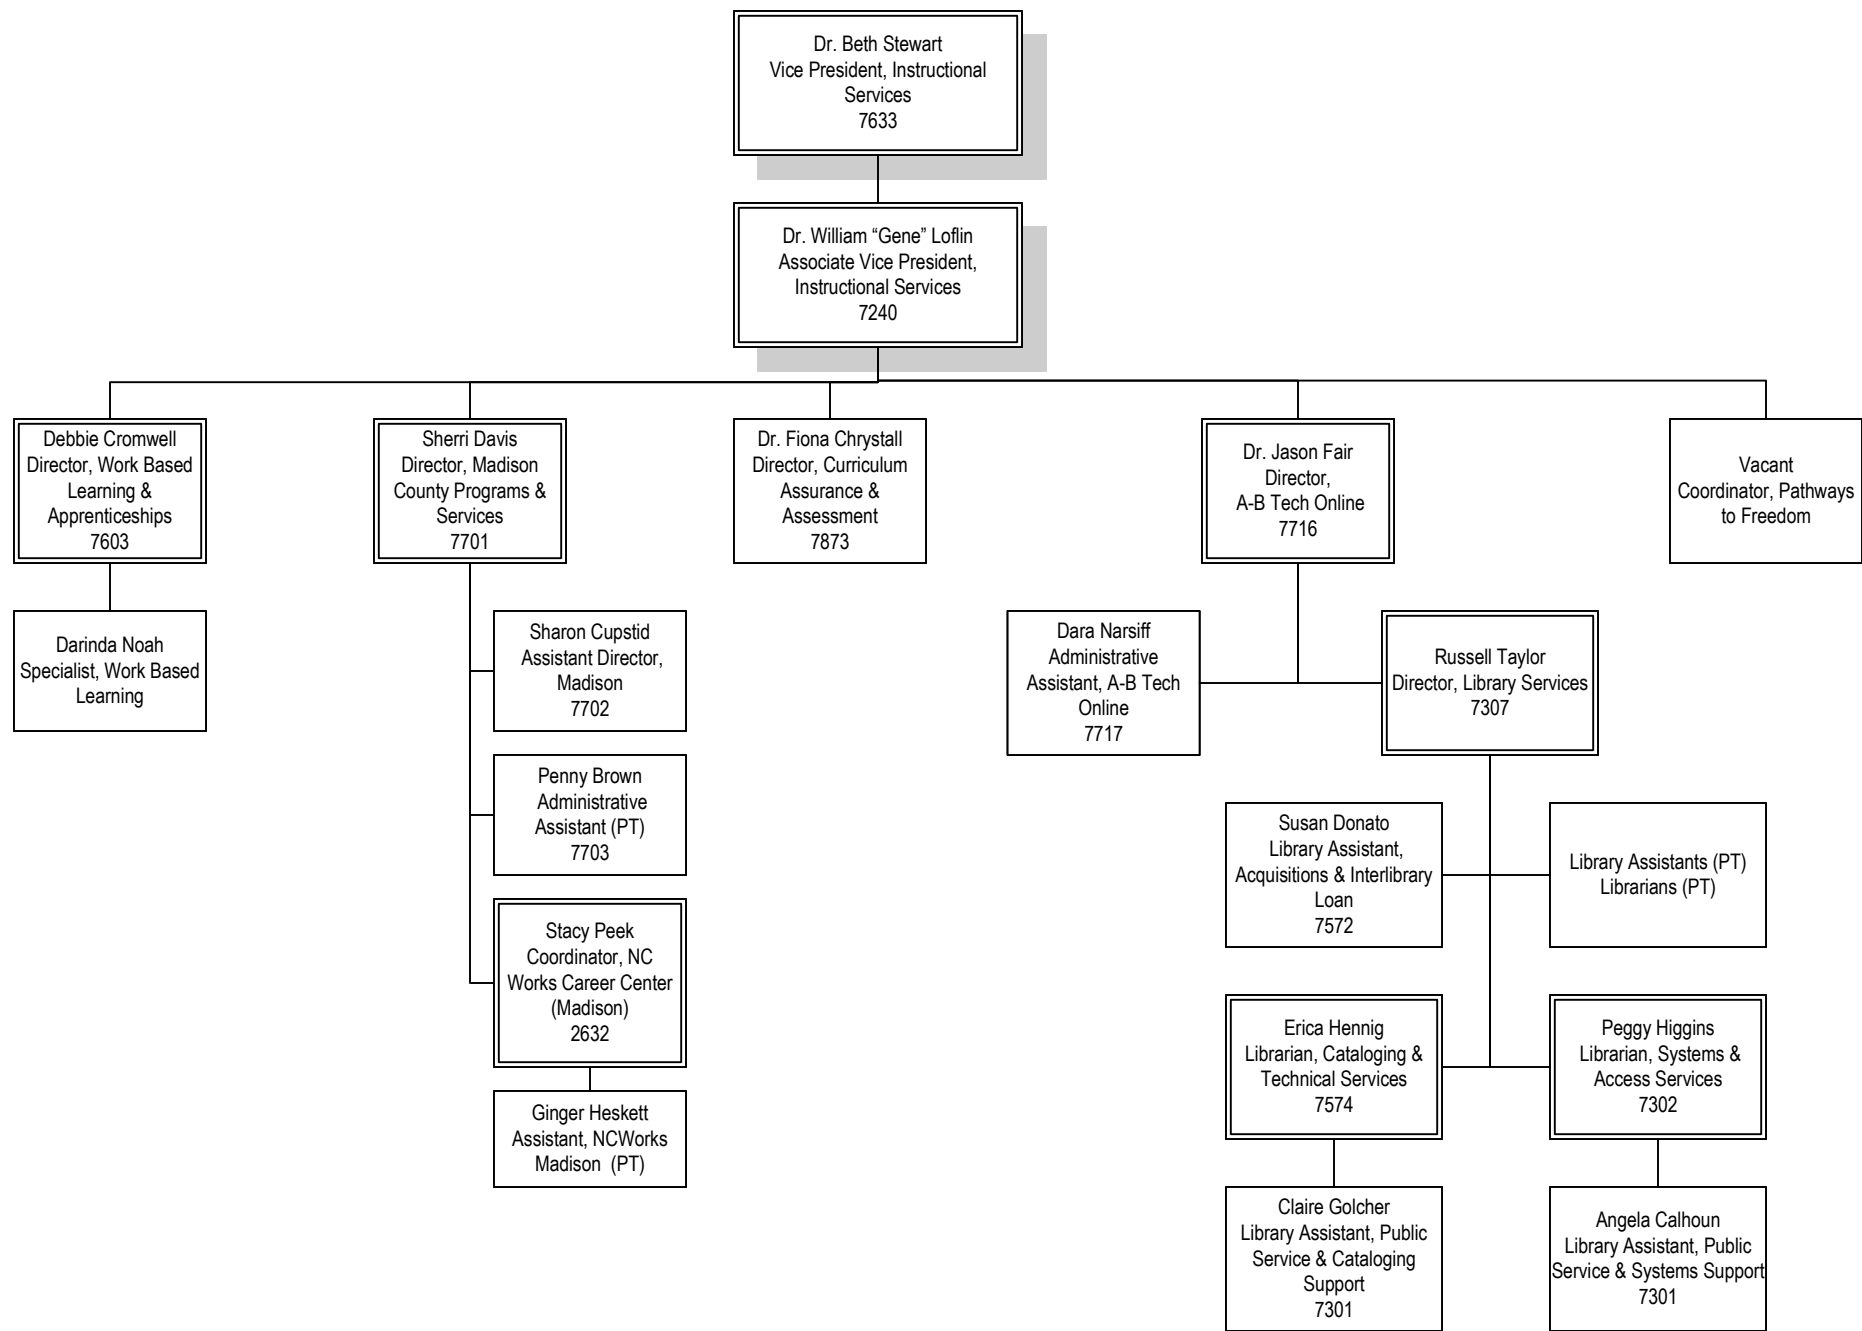 Dr. Beth Stewart
Vice President, Instructional
Services
7633
Dr. William “Gene” Loflin
Associate Vice President,
Instructional Services
7240
Debbie Cromwell
Director, Work Based
Learning &
Apprenticeships
7603
Sherri Davis
Director, Madison
County Programs &
Services
7701
Dr. Fiona Chrystall
Director, Curriculum
Assurance &
Assessment
7873
Dr. Jason Fair
Director,
A-B Tech Online
7716
Vacant
Coordinator, Pathways
to Freedom
Darinda Noah
Specialist, Work Based
Learning
Sharon Cupstid
Assistant Director,
Madison
7702
Penny Brown
Administrative
Assistant (PT)
7703
Stacy Peek
Coordinator, NC
Works Career Center
(Madison)
2632
Ginger Heskett
Assistant, NCWorks
Madison (PT)
Dara Narsiff
Administrative
Assistant, A-B Tech
Online
7717
Russell Taylor
Director, Library Services
7307
Susan Donato
Library Assistant,
Acquisitions & Interlibrary
Loan
7572
Library Assistants (PT)
Librarians (PT)
Erica Hennig
Librarian, Cataloging &
Technical Services
7574
Peggy Higgins
Librarian, Systems &
Access Services
7302
Claire Golcher
Library Assistant, Public
Service & Cataloging
Support
7301
Angela Calhoun
Library Assistant, Public
Service & Systems Support
7301